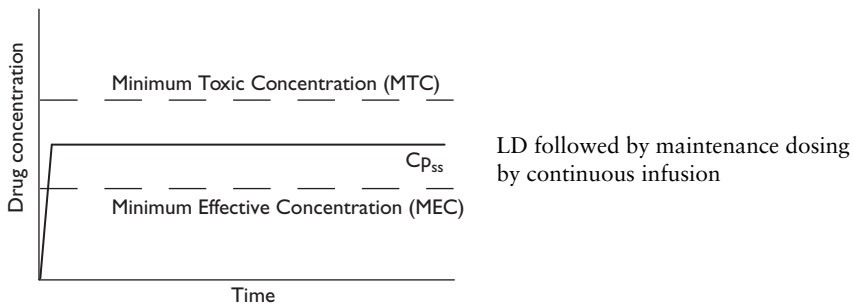 Drug concentration
Minimum Toxic Concentration (MTC)
Cpss
Minimum Effective Concentration (MEC)
Time
LD followed by maintenance dosing
by continuous infusion